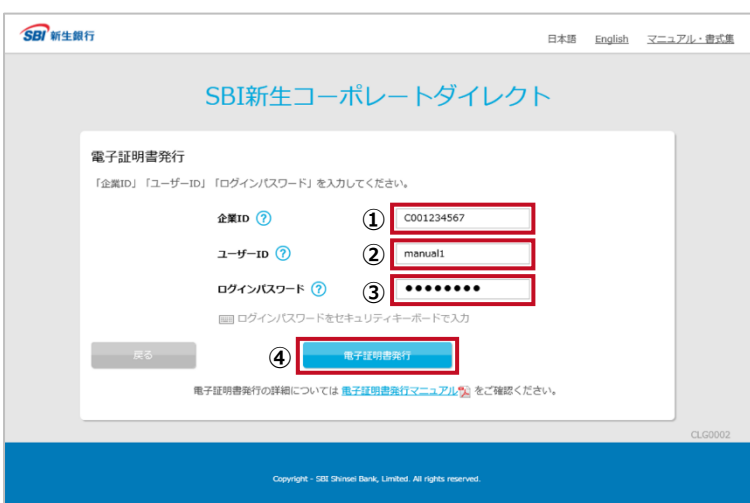 SBI 新生銀行
日本語 English マニュアル・書式集
SBI新生コーポレートダイレクト
電子証明書発行
「企業ID」「ユーザーID」「ログインパスワード」を入力してください。
企業ID ? ① C001234567
ユーザーID ? ② manual1
ログインパスワード ? ③ ●●●●●●●●
ログインパスワードをセキュリティキーボードで入力
戻る ④ 電子証明書発行
電子証明書発行の詳細については 電子証明書発行マニュアル をご確認ください。
CLG0002
Copyright - SBI Shinsei Bank, Limited. All rights reserved.